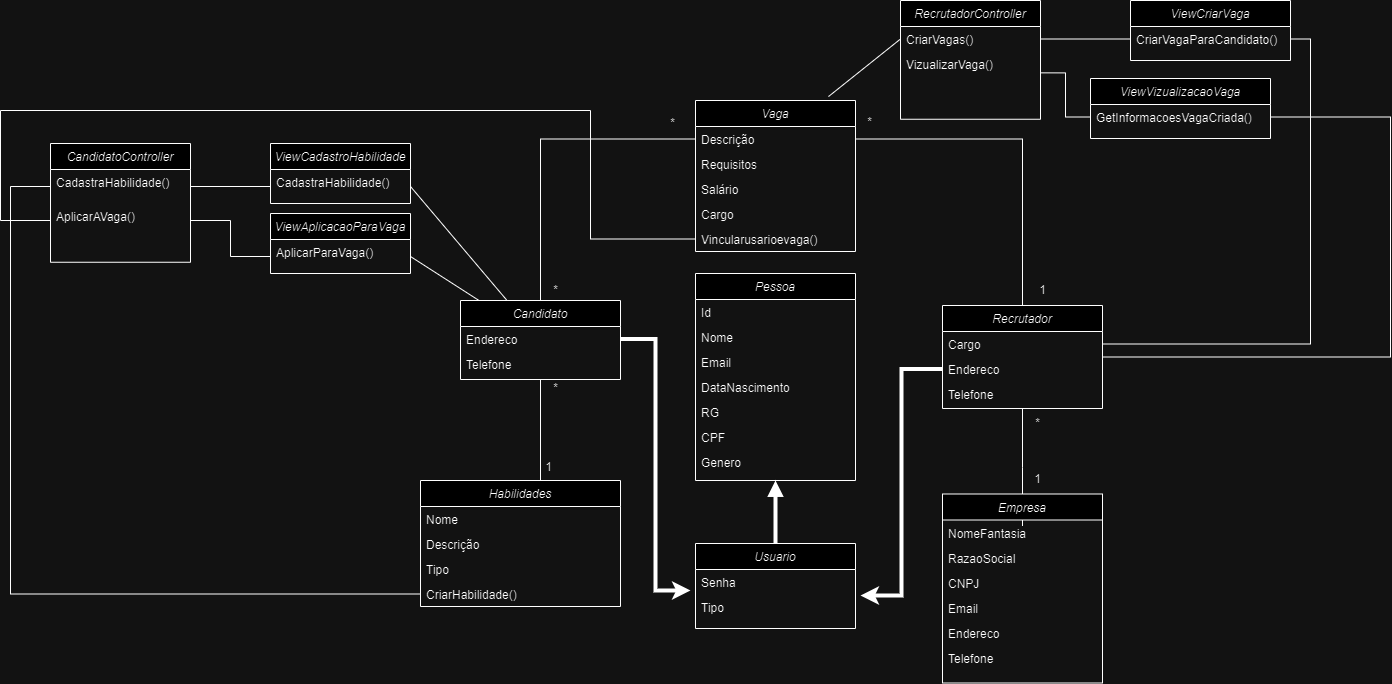 RecrutadorController
CriarVagas()
VizualizarVaga()
ViewCriarVaga
CriarVagaParaCandidato()
ViewVizualizacaoVaga
GetInformacoesVagaCriada()
*
Vaga
*
Descrição
Requisitos
Salário
Cargo
Vincularusarioevaga()
CandidatoController
CadastraHabilidade()
AplicarAVaga()
ViewCadastroHabilidade
CadastraHabilidade()
ViewAplicacaoParaVaga
AplicarParaVaga()
*
Candidato
Endereco
Telefone
*
1
Pessoa
Id
Nome
Email
DataNascimento
RG
CPF
Genero
1
Recrutador
Cargo
Endereco
Telefone
*
1
Habilidades
Nome
Descrição
Tipo
CriarHabilidade()
Usuario
Senha
Tipo
Empresa
NomeFantasia
RazaoSocial
CNPJ
Email
Endereco
Telefone